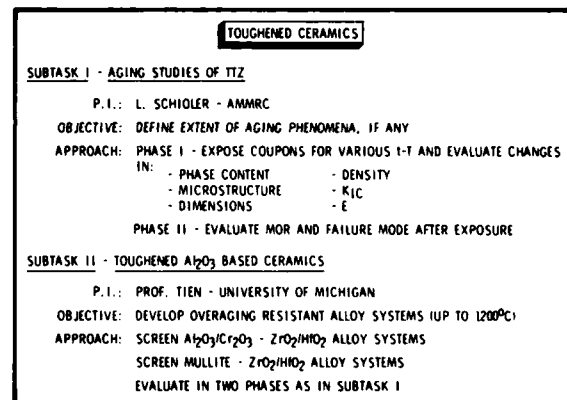 TOUGHENED CERAMICS
SUBTASK I - AGING STUDIES OF TTZ
P.I.: L. SCHIOLER - AMMRC
OBJECTIVE: DEFINE EXTENT OF AGING PHENOMENA, IF ANY
APPROACH: PHASE I - EXPOSE COUPONS FOR VARIOUS t-T AND EVALUATE CHANGES
IN:
- PHASE CONTENT - DENSITY
- MICROSTRUCTURE - KIC
- DIMENSIONS - E
PHASE II - EVALUATE MOR AND FAILURE MODE AFTER EXPOSURE
SUBTASK II - TOUGHENED Al2O3 BASED CERAMICS
P.I.: PROF. TIEN - UNIVERSITY OF MICHIGAN
OBJECTIVE: DEVELOP OVERAGING RESISTANT ALLOY SYSTEMS (UP TO 1200°C)
APPROACH: SCREEN Al2O3/Cr2O3 - ZrO2/HfO2 ALLOY SYSTEMS
SCREEN MULLITE - ZrO2/HfO2 ALLOY SYSTEMS
EVALUATE IN TWO PHASES AS IN SUBTASK I